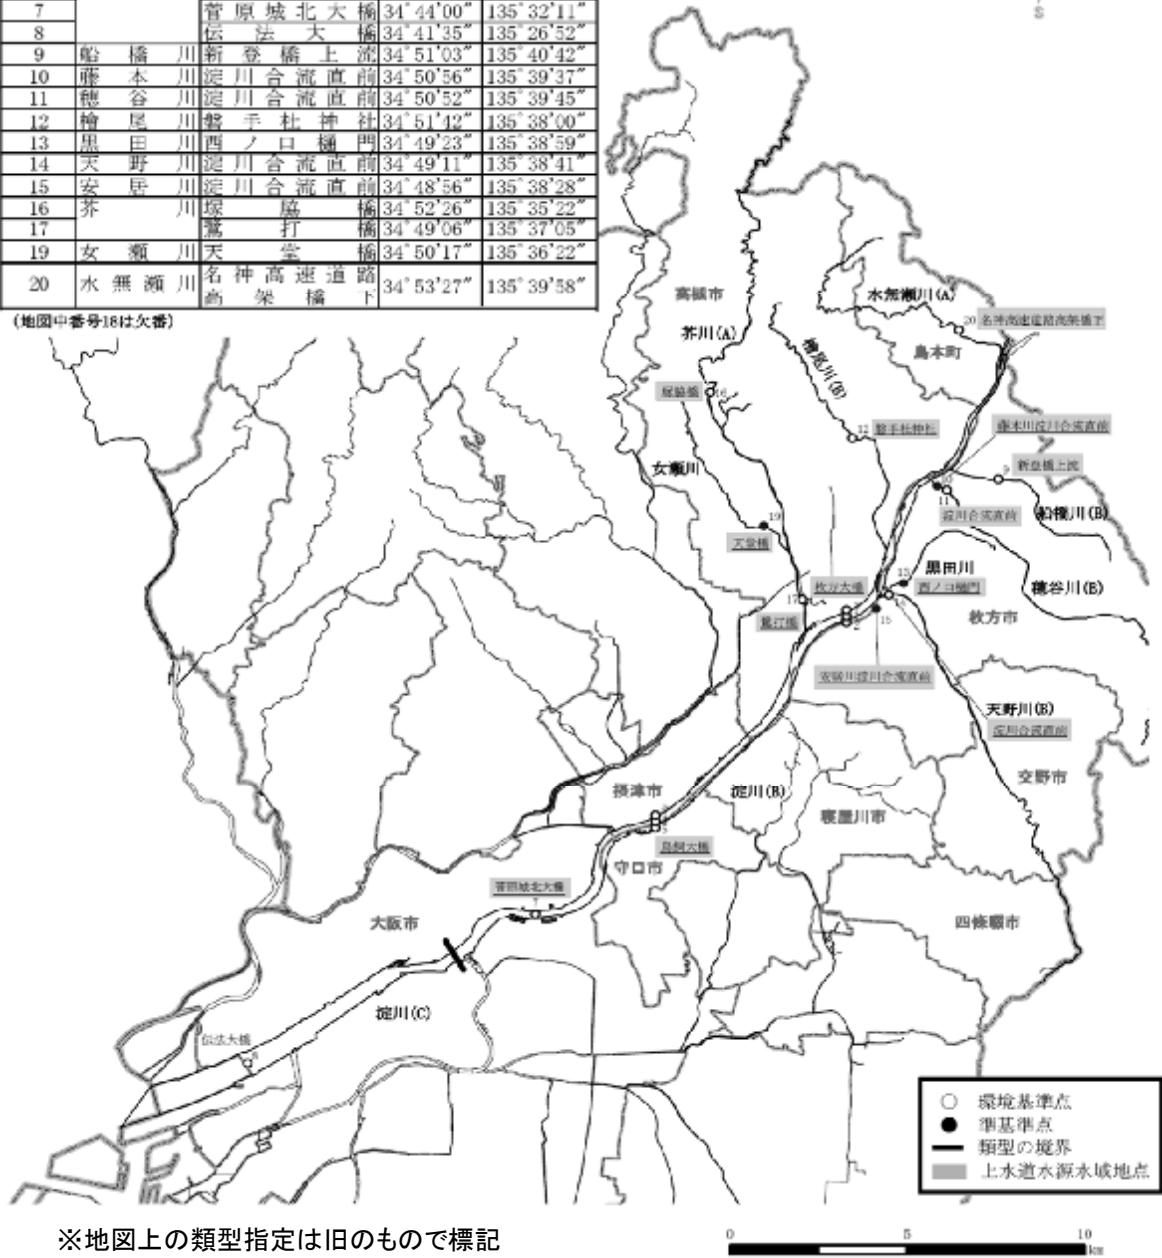 7 菅原城北大橋 34°44'00" 135°32'11"
8 伝法大橋 34°41'35" 135°26'52"
9 船橋川 新登橋上流 34°51'03" 135°40'42"
10 藤本川 淀川合流直前 34°50'56" 135°39'37"
11 穂谷川 淀川合流直前 34°50'52" 135°39'45"
12 檜尾川 磐手杜神社 34°51'42" 135°38'00"
13 黒田川 西ノ口樋門 34°49'23" 135°38'59"
14 天野川 淀川合流直前 34°49'11" 135°38'41"
15 安居川 淀川合流直前 34°48'56" 135°38'28"
16 芥川 塚脇橋 34°52'26" 135°35'22"
17 鷺打橋 34°49'06" 135°37'05"
19 女瀬川 天堂橋 34°50'17" 135°36'22"
20 水無瀬川 名神高速道路
高架橋下 34°53'27" 135°39'58"
(地図中番号18は欠番)
S
高槻市
水無瀬川(A)
20 名神高速道路高架橋下
芥川(A)
島本町
檜尾川(B)
塚脇橋
16
12 磐手杜神社
藤本川淀川合流直前
女瀬川
9 新登橋上流
10
11
淀川合流直前
船橋川(B)
19
天堂橋
黒田川
13
西ノ口樋門
穂谷川(B)
枚方大橋
17
鷺打橋
2
14
15
枚方市
安居川淀川合流直前
天野川(B)
淀川合流直前
交野市
摂津市
淀川(B)
寝屋川市
5
鳥飼大橋
守口市
菅原城北大橋
7
大阪市
四條畷市
淀川(C)
伝法大橋
8
環境基準点
準基準点
類型の境界
上水道水源水域地点
※地図上の類型指定は旧のもので標記
0 5 10
km